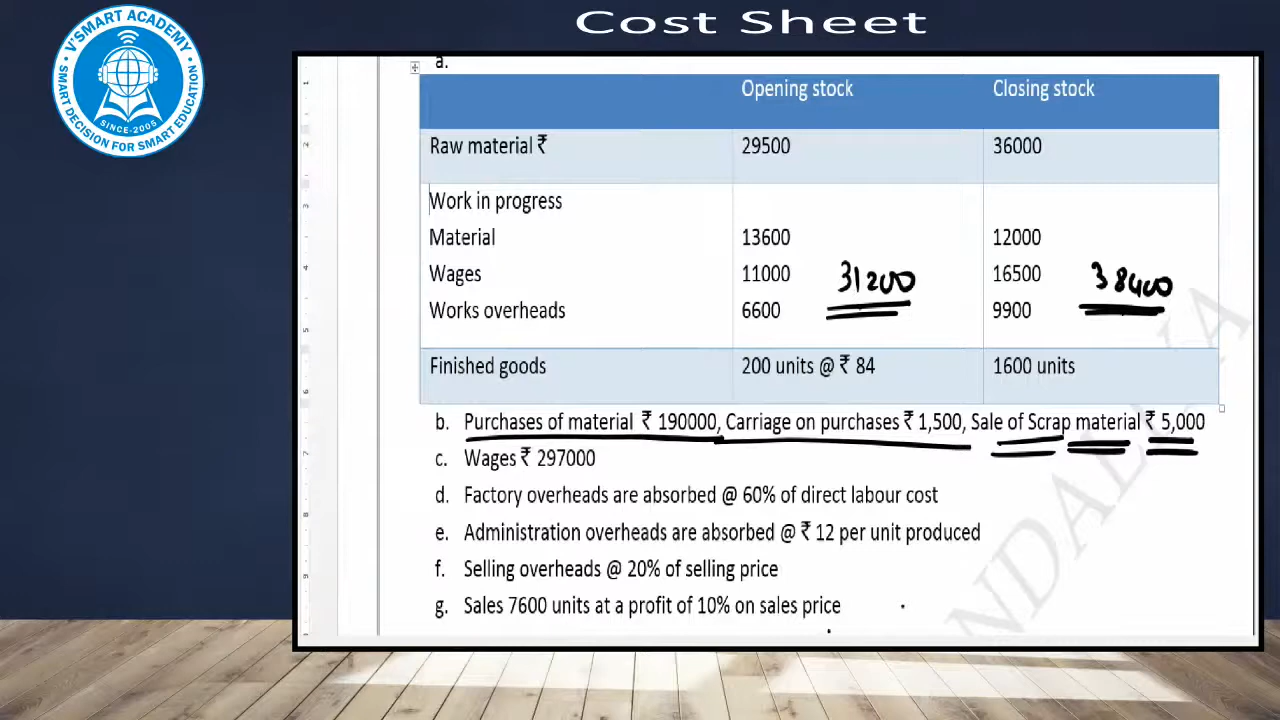 Cost Sheet
V'SMART ACADEMY
SINCE-2005
SMART DECISION FOR SMART EDUCATION
a.
Opening stock Closing stock
Raw material ₹ 29500 36000
Work in progress
Material 13600 12000
Wages 11000 31200 16500 38400
Works overheads 6600 9900
Finished goods 200 units @ ₹ 84 1600 units
b. Purchases of material ₹ 190000, Carriage on purchases ₹ 1,500, Sale of Scrap material ₹ 5,000
c. Wages ₹ 297000
d. Factory overheads are absorbed @ 60% of direct labour cost
e. Administration overheads are absorbed @ ₹ 12 per unit produced
f. Selling overheads @ 20% of selling price
g. Sales 7600 units at a profit of 10% on sales price